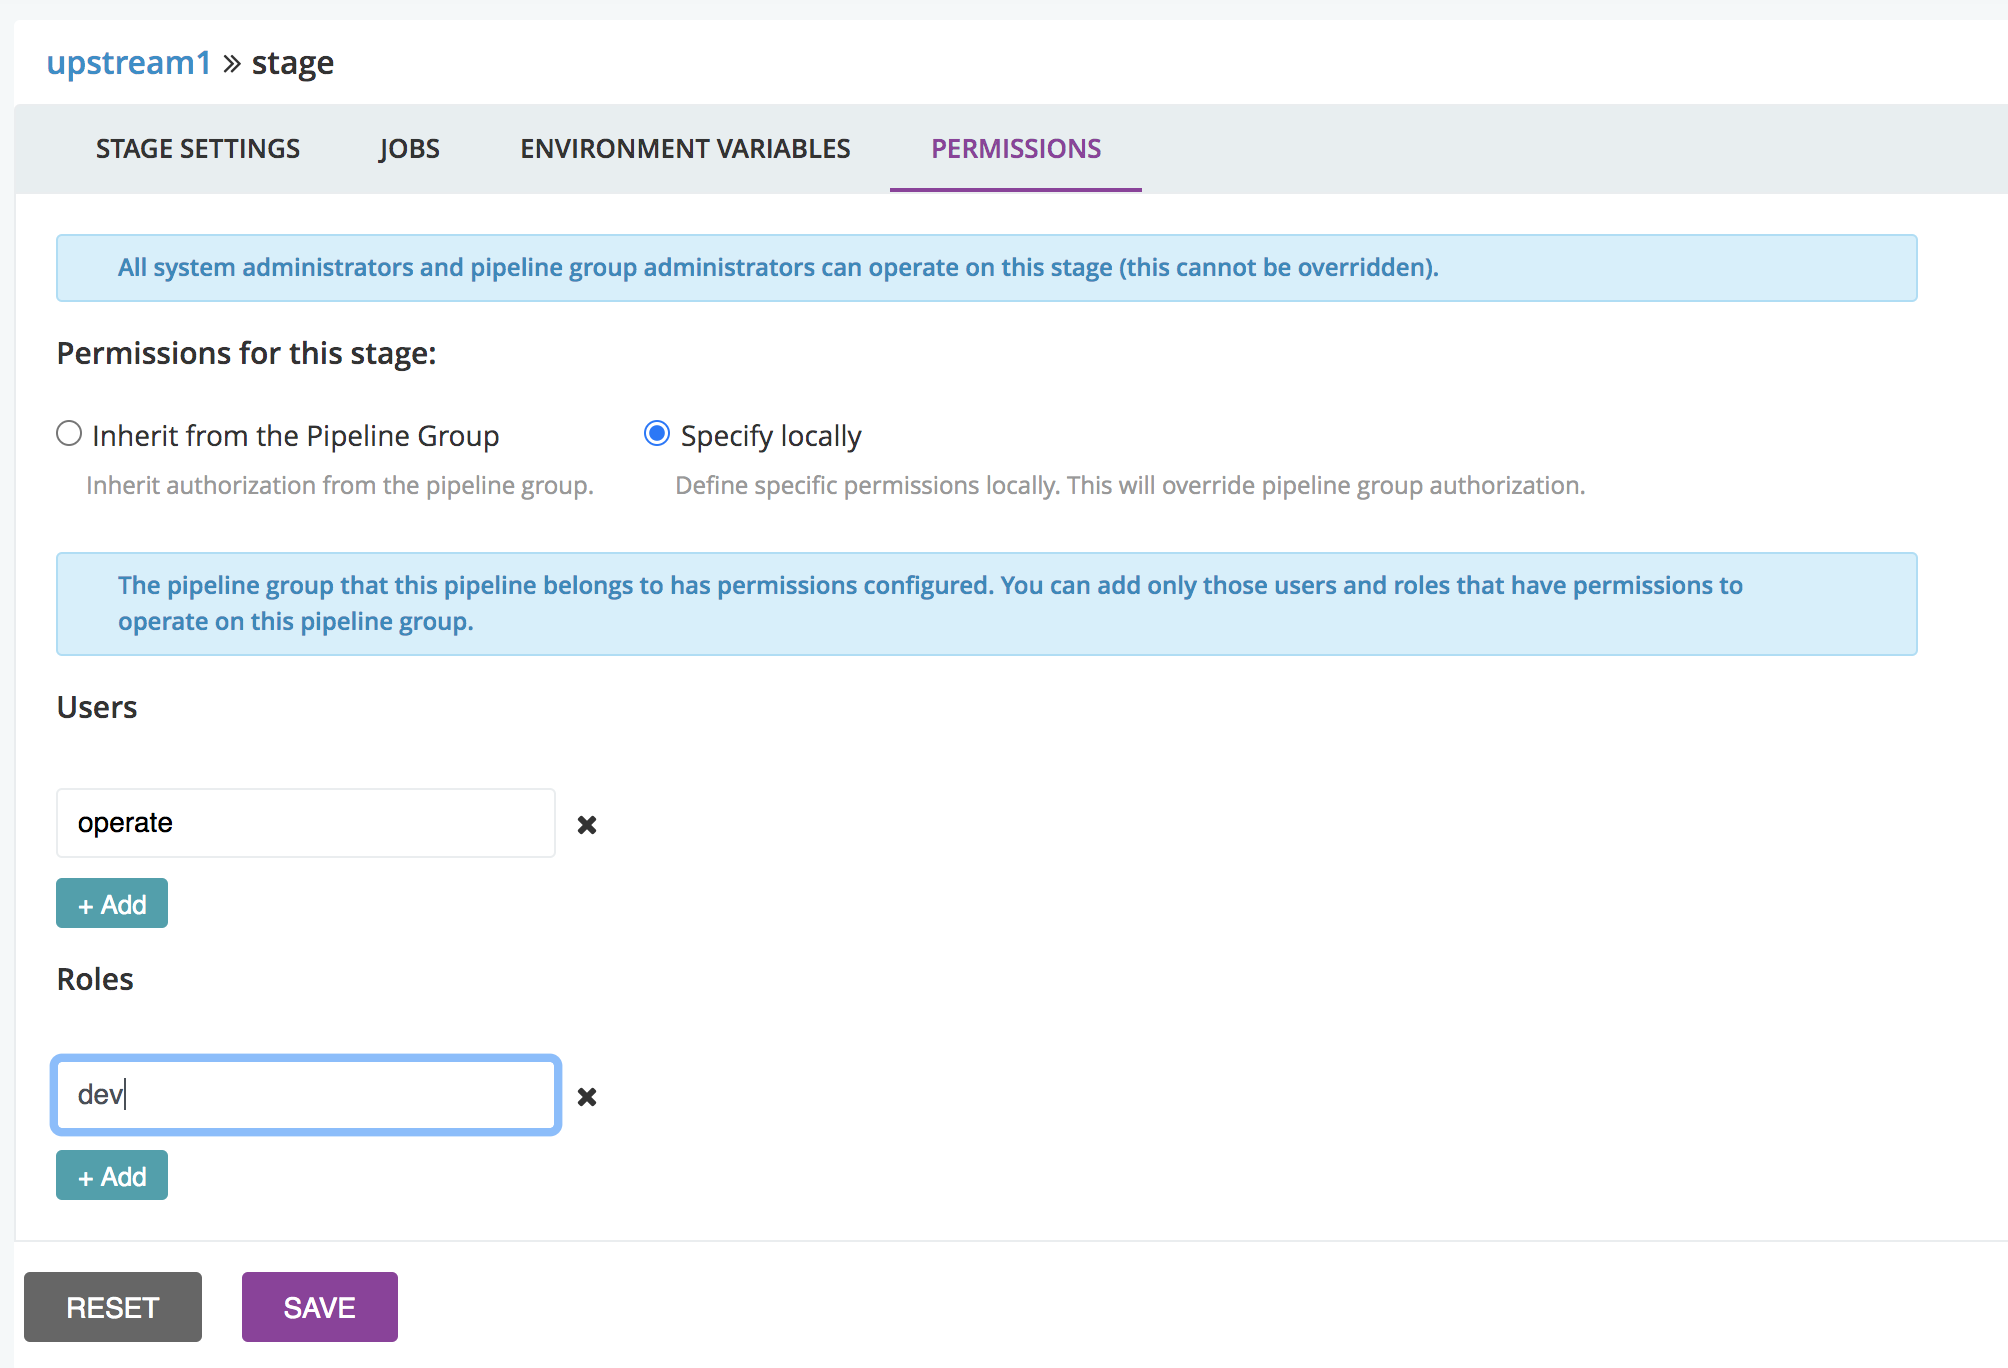 upstream1 » stage
STAGE SETTINGS JOBS ENVIRONMENT VARIABLES PERMISSIONS
All system administrators and pipeline group administrators can operate on this stage (this cannot be overridden).
Permissions for this stage:
Inherit from the Pipeline Group Specify locally
Inherit authorization from the pipeline group. Define specific permissions locally. This will override pipeline group authorization.
The pipeline group that this pipeline belongs to has permissions configured. You can add only those users and roles that have permissions to
operate on this pipeline group.
Users
operate
+ Add
Roles
dev
+ Add
RESET SAVE